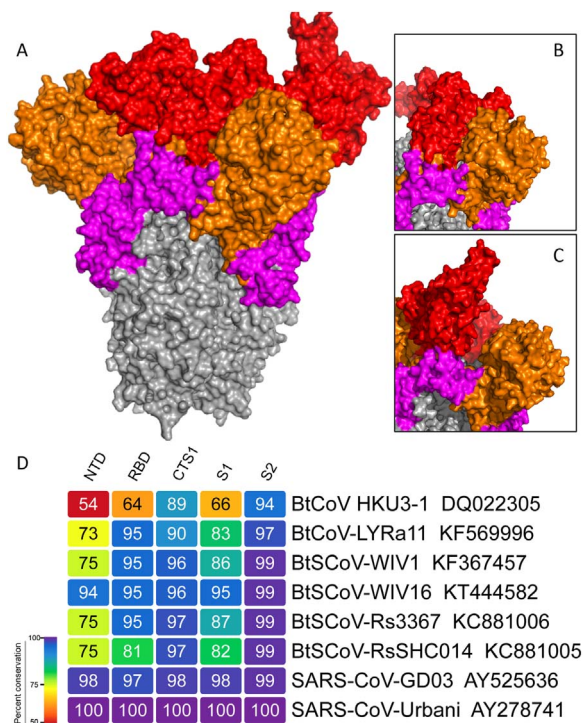 A
B
C
D
NTD RBD CTS1 S1 S2
54 64 89 66 94 BtCoV HKU3-1 DQ022305
73 95 90 83 97 BtCoV-LYRa11 KF569996
75 95 96 86 99 BtSCoV-WIV1 KF367457
94 95 96 95 99 BtSCoV-WIV16 KT444582
75 95 97 87 99 BtSCoV-Rs3367 KC881006
75 81 97 82 99 BtSCoV-RsSHC014 KC881005
98 97 98 98 99 SARS-CoV-GD03 AY525636
100 100 100 100 100 SARS-CoV-Urbani AY278741
Percent conservation
100
75
50